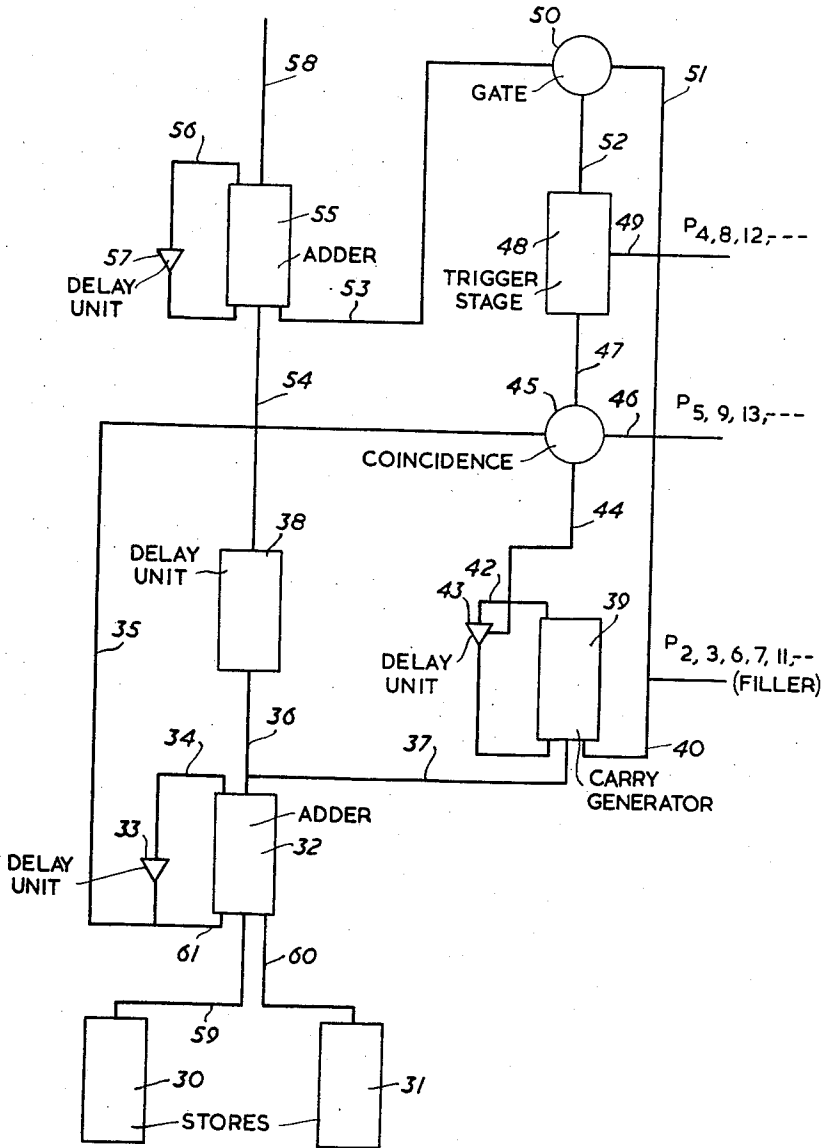 50
58
GATE
51
56
52
55
48
49
P4,8,12,---
57
ADDER
DELAY
UNIT
TRIGGER
STAGE
53
47
54
45
46
P5,9,13,---
COINCIDENCE
44
38
DELAY
UNIT
42
43
39
35
DELAY
UNIT
P2,3,6,7,11,--
(FILLER)
36
34
37
40
CARRY
GENERATOR
ADDER
33
32
DELAY
UNIT
61
60
59
30
31
STORES